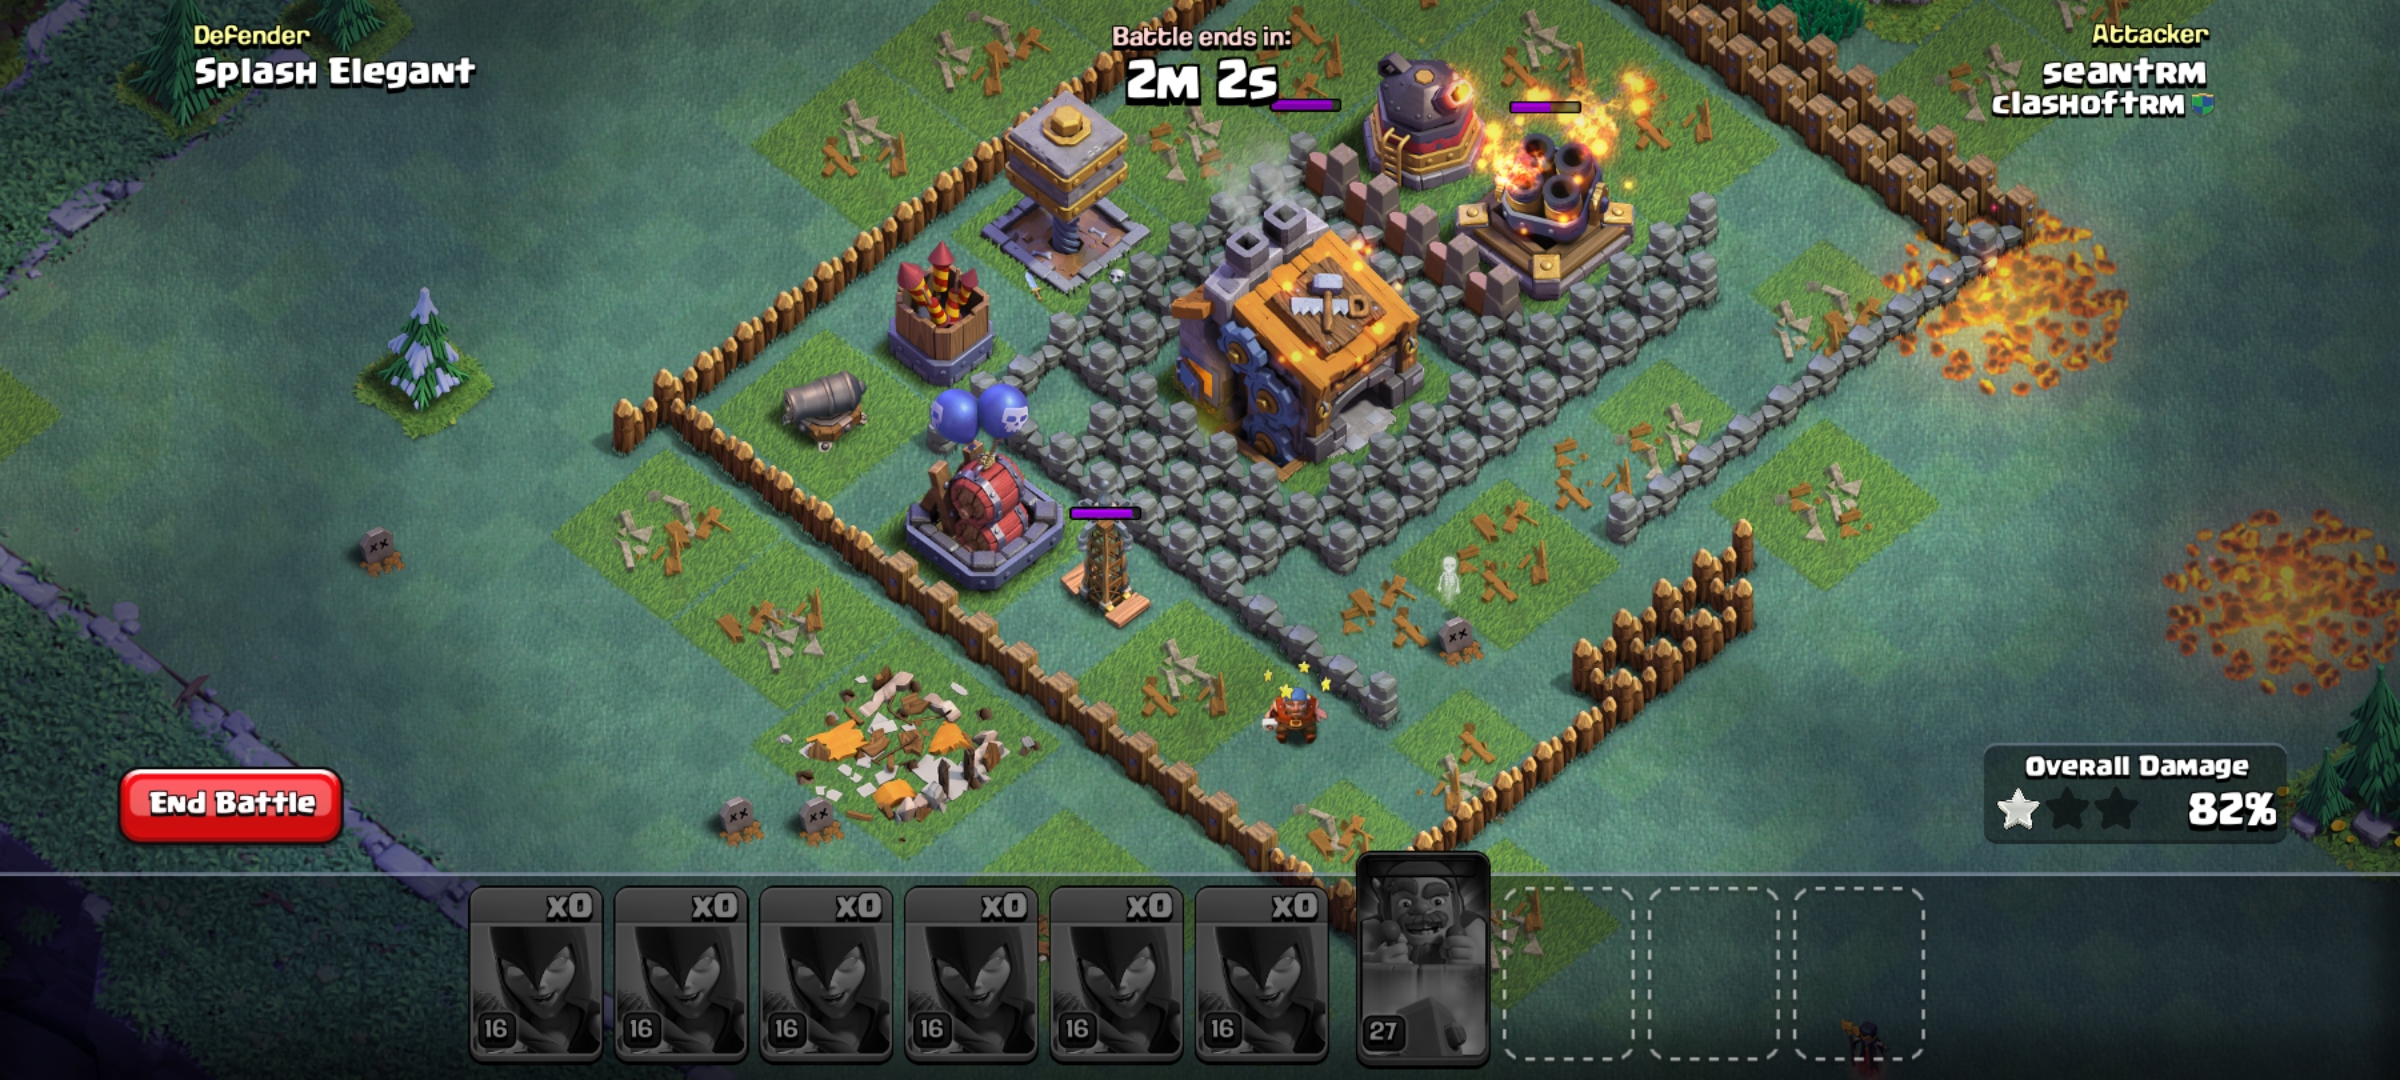 Defender
Splash Elegant
Battle ends in:
2M 2s
Attacker
seantrm
clashoftrm
End Battle
Overall Damage
82%
x0
x0
x0
x0
x0
x0
16
16
16
16
16
16
27